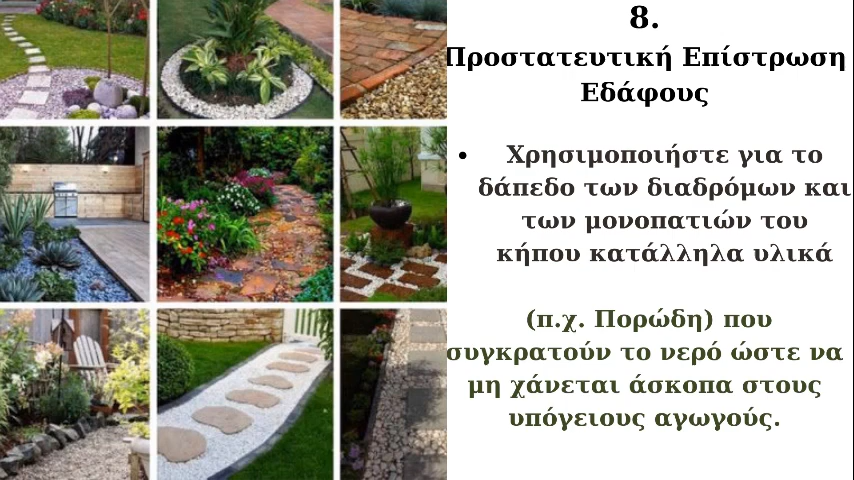 8.
Προστατευτική Επίστρωση
Εδάφους
• Χρησιμοποιήστε για το
δάπεδο των διαδρόμων και
των μονοπατιών του
κήπου κατάλληλα υλικά
(π.χ. Πορώδη) που
συγκρατούν το νερό ώστε να
μη χάνεται άσκοπα στους
υπόγειους αγωγούς.